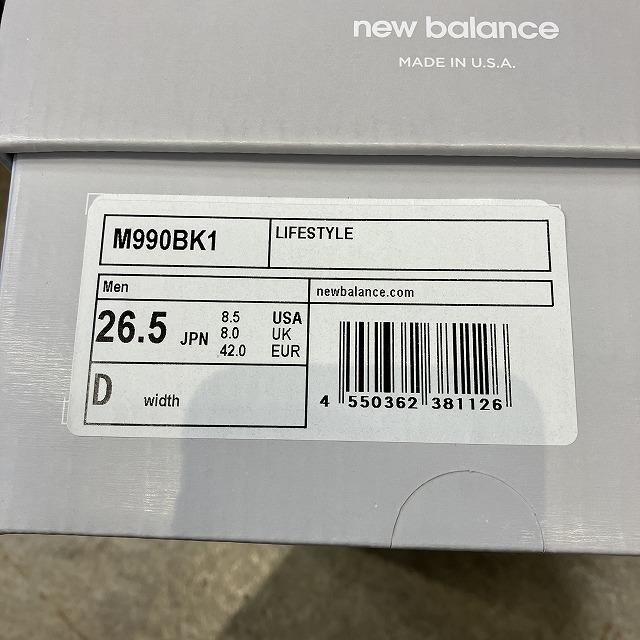 new balance
MADE IN U.S.A.
M990BK1
LIFESTYLE
Men
newbalance.com
26.5 JPN
8.5 USA
8.0 UK
42.0 EUR
D width
4 550362 381126